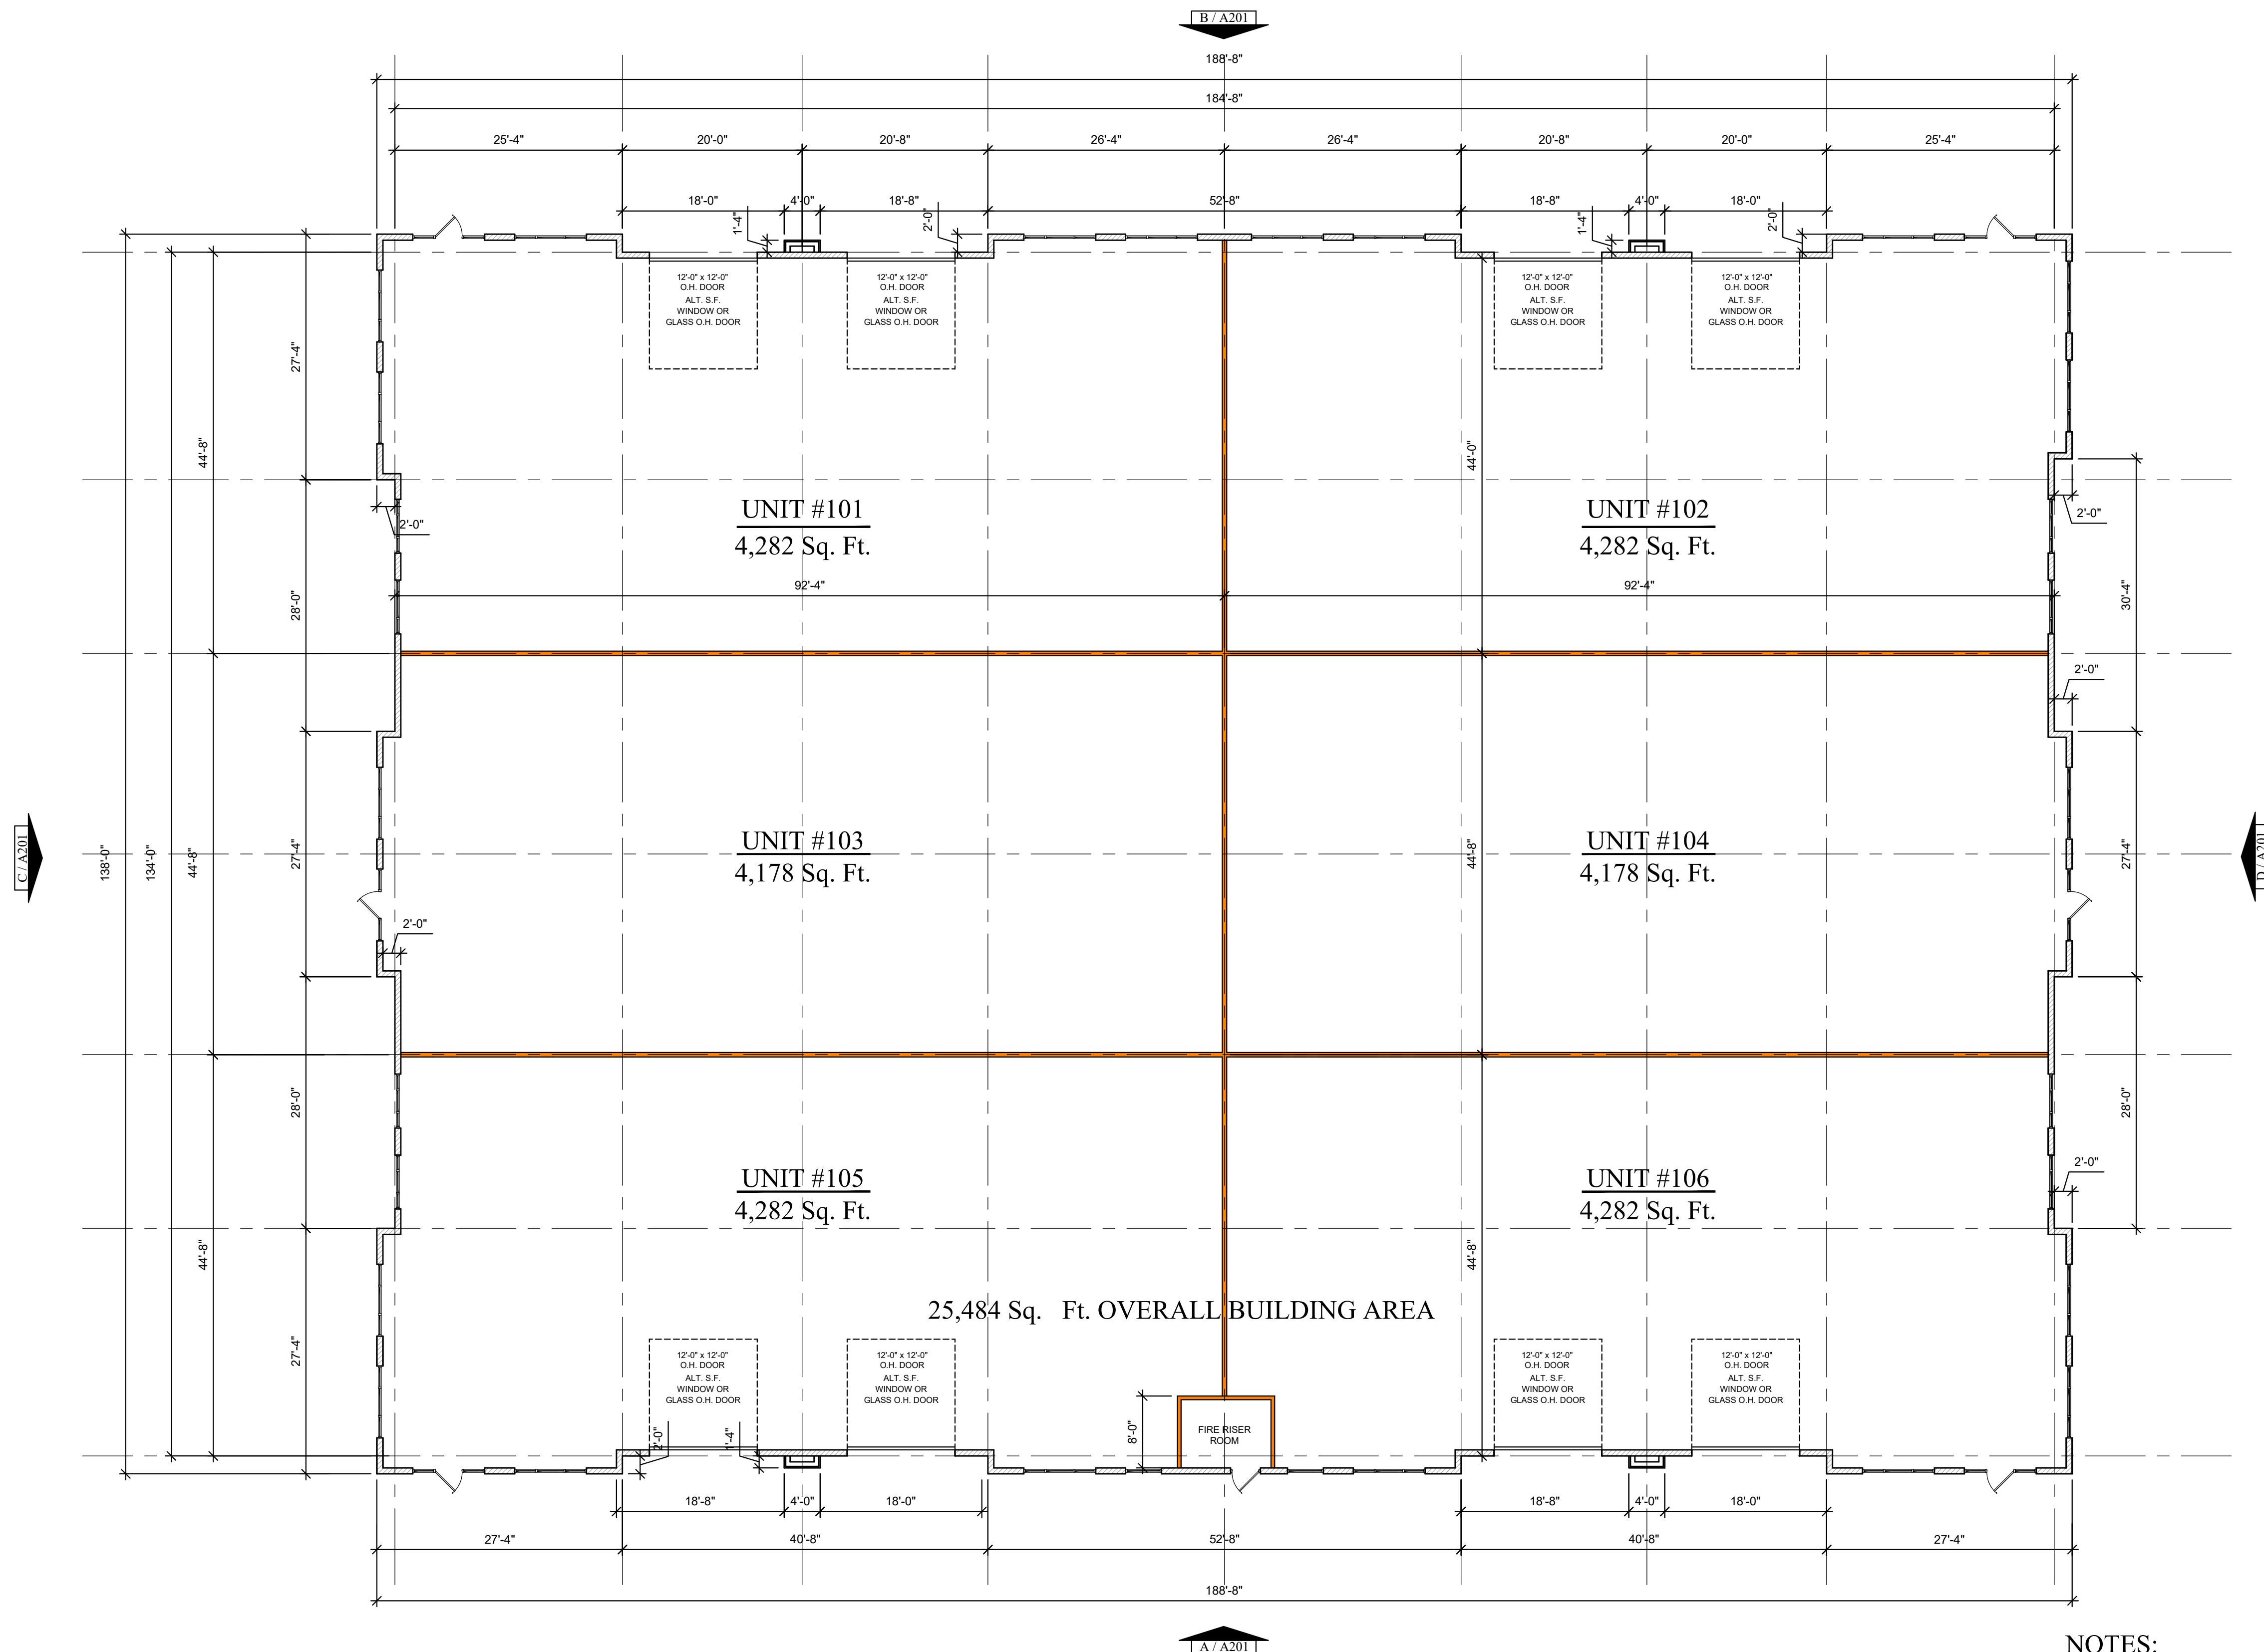 B / A201
188'-8"
184'-8"
25'-4" 20'-0" 20'-8" 26'-4" 26'-4" 20'-8" 20'-0" 25'-4"
18'-0" 4'-0" 18'-8" 52'-8" 18'-8" 4'-0" 18'-0"
1'-4" 2'-0" 1'-4" 2'-0"
12'-0" x 12'-0" 12'-0" x 12'-0" 12'-0" x 12'-0" 12'-0" x 12'-0"
O.H. DOOR O.H. DOOR O.H. DOOR O.H. DOOR
ALT. S.F. ALT. S.F. ALT. S.F. ALT. S.F.
WINDOW OR WINDOW OR WINDOW OR WINDOW OR
GLASS O.H. DOOR GLASS O.H. DOOR GLASS O.H. DOOR GLASS O.H. DOOR
27'-4"
44'-8" 44'-0"
UNIT #101 UNIT #102
2'-0" 2'-0"
4,282 Sq. Ft. 4,282 Sq. Ft.
92'-4" 92'-4"
28'-0" 30'-4"
2'-0"
UNIT #103 UNIT #104
C / A201 138'-0" 134'-0" 44'-8" 27'-4" 44'-8" 27'-4" D / A201
4,178 Sq. Ft. 4,178 Sq. Ft.
2'-0"
28'-0" 28'-0"
UNIT #105 UNIT #106
2'-0"
4,282 Sq. Ft. 4,282 Sq. Ft.
44'-8" 44'-8"
25,484 Sq. Ft. OVERALL BUILDING AREA
27'-4"
12'-0" x 12'-0" 12'-0" x 12'-0" 12'-0" x 12'-0" 12'-0" x 12'-0"
O.H. DOOR O.H. DOOR O.H. DOOR O.H. DOOR
ALT. S.F. ALT. S.F. ALT. S.F. ALT. S.F.
WINDOW OR WINDOW OR WINDOW OR WINDOW OR
GLASS O.H. DOOR GLASS O.H. DOOR GLASS O.H. DOOR GLASS O.H. DOOR
2'-0" 1'-4" 8'-0"
FIRE RISER
ROOM
18'-8" 4'-0" 18'-0" 18'-8" 4'-0" 18'-0"
27'-4" 40'-8" 52'-8" 40'-8" 27'-4"
188'-8"
A / A201
NOTES: